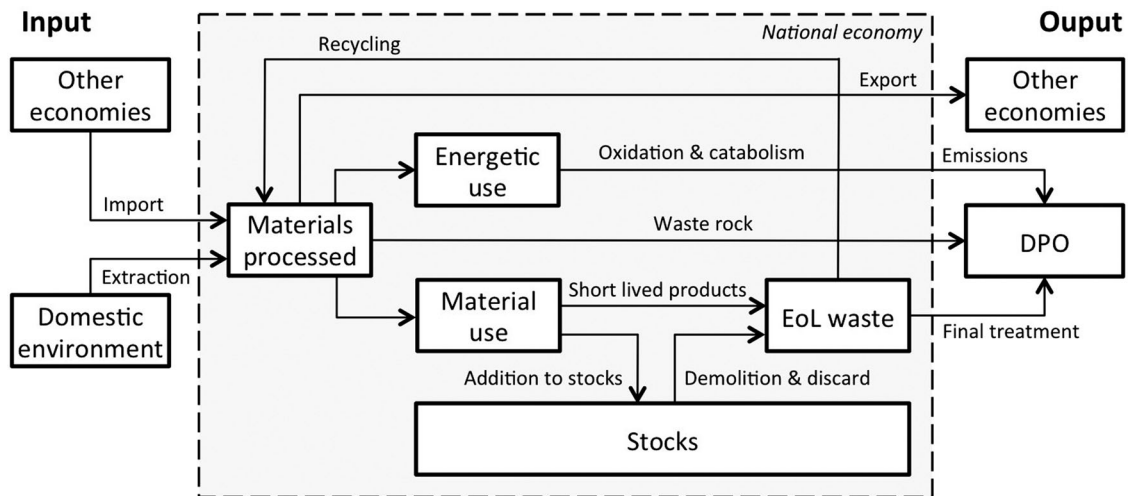 Input
Ouput
National economy
Recycling
Other
economies
Export
Other
economies
Energetic
use
Oxidation & catabolism
Emissions
Import
Materials
processed
Waste rock
DPO
Extraction
Domestic
environment
Material
use
Short lived products
EoL waste
Final treatment
Addition to stocks
Demolition & discard
Stocks